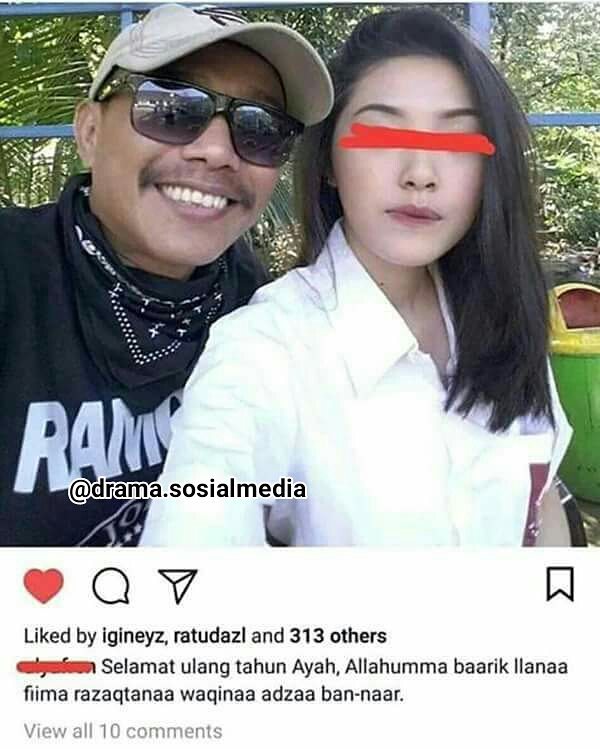 RAMO
@drama.sosialmedia
Liked by igineyz, ratudazl and 313 others
Selamat ulang tahun Ayah, Allahumma baarik llanaa
fiima razaqtanaa waqinaa adzaa ban-naar.
View all 10 comments